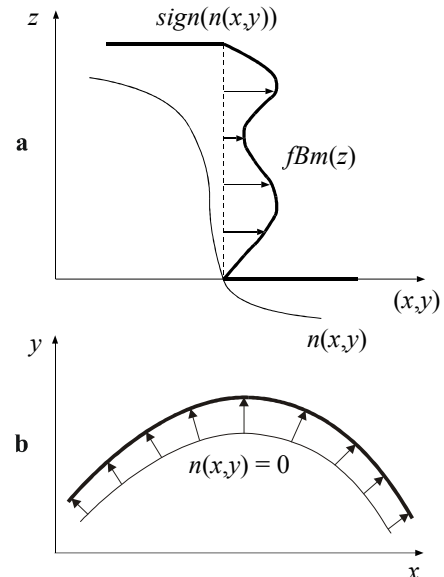 sign(n(x,y))
z
a
fBm(z)
(x,y)
n(x,y)
y
b
n(x,y) = 0
x